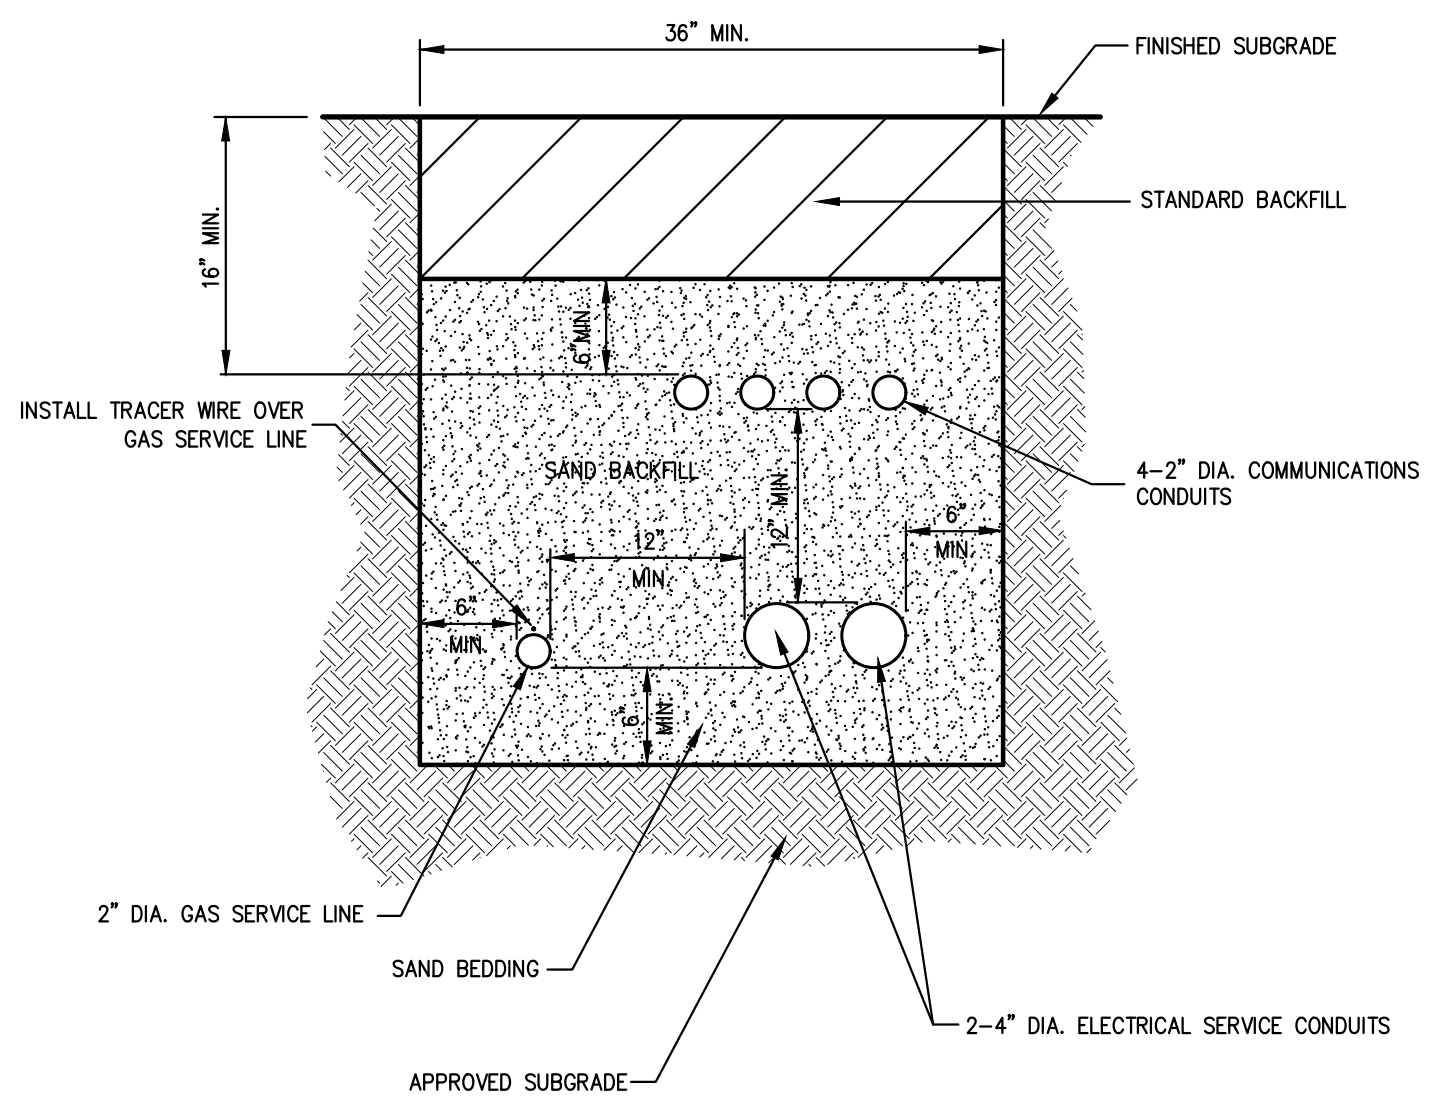 36” MIN.
FINISHED SUBGRADE
STANDARD BACKFILL
16” MIN.
6” MIN.
INSTALL TRACER WIRE OVER
GAS SERVICE LINE
SAND BACKFILL
4–2” DIA. COMMUNICATIONS
CONDUITS
12” MIN.
6”
MIN.
12”
MIN.
6”
MIN.
6”
MIN.
2” DIA. GAS SERVICE LINE
SAND BEDDING
2–4” DIA. ELECTRICAL SERVICE CONDUITS
APPROVED SUBGRADE